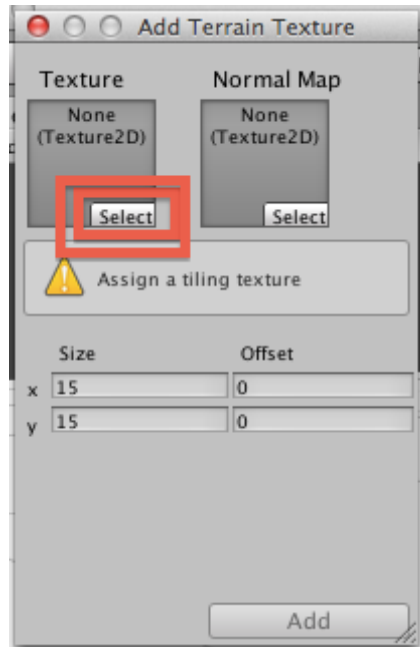 Add Terrain Texture
Texture Normal Map
None None
(Texture2D) (Texture2D)
Select Select
Assign a tiling texture
Size Offset
x 15 0
y 15 0
Add